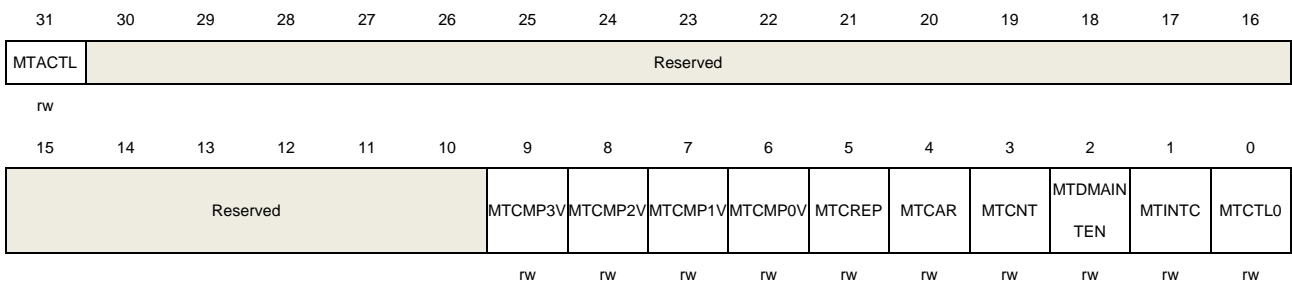 31 30 29 28 27 26 25 24 23 22 21 20 19 18 17 16
MTACTL Reserved
rw
15 14 13 12 11 10 9 8 7 6 5 4 3 2 1 0
Reserved MTCMP3V MTCMP2V MTCMP1V MTCMP0V MTCREP MTCAR MTCNT MTDMAIN TEN MTINTC MTCTL0
rw rw rw rw rw rw rw rw rw rw